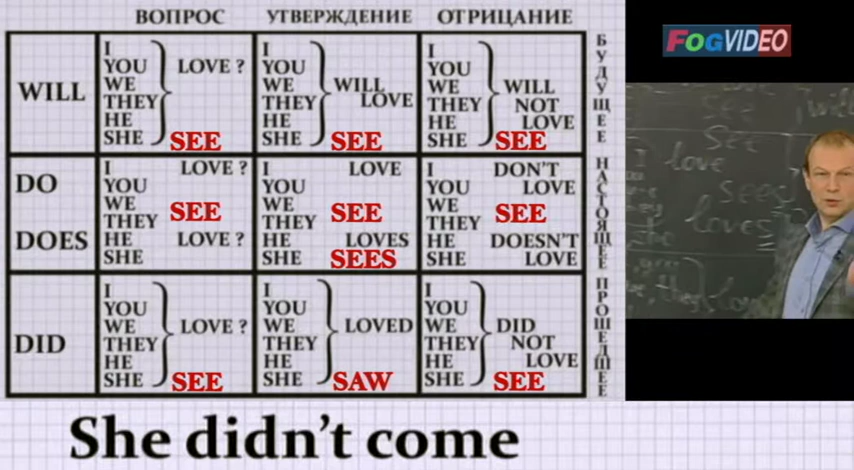 ВОПРОС УТВЕРЖДЕНИЕ ОТРИЦАНИЕ
WILL
I
YOU
WE
THEY
HE
SHE
LOVE ?
SEE
I
YOU
WE
THEY
HE
SHE
WILL
LOVE
SEE
I
YOU
WE
THEY
HE
SHE
WILL
NOT
LOVE
SEE
БУДУЩЕЕ
DO
DOES
I
YOU
WE
THEY
HE
SHE
LOVE ?
SEE
LOVE ?
I
YOU
WE
THEY
HE
SHE
LOVE
SEE
LOVES
SEES
I
YOU
WE
THEY
HE
SHE
DON'T
LOVE
SEE
DOESN'T
LOVE
НАСТОЯЩЕЕ
DID
I
YOU
WE
THEY
HE
SHE
LOVE ?
SEE
I
YOU
WE
THEY
HE
SHE
LOVED
SAW
I
YOU
WE
THEY
HE
SHE
DID
NOT
LOVE
SEE
ПРОШЕДШЕЕ
FOGVIDEO
see
I love
sees
loves
She didn't come